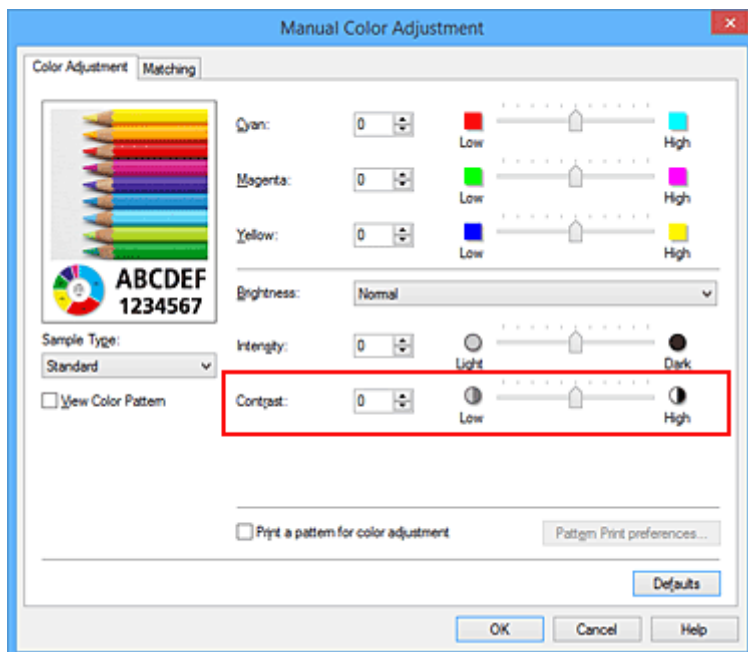 Manual Color Adjustment
Color Adjustment Matching
Cyan: 0 Low High
Magenta: 0 Low High
Yellow: 0 Low High
ABCDEF
1234567
Brightness: Normal
Sample Type:
Standard
Intensity: 0 Light Dark
View Color Pattern
Contrast: 0 Low High
Print a pattern for color adjustment Pattern Print preferences...
Defaults
OK Cancel Help